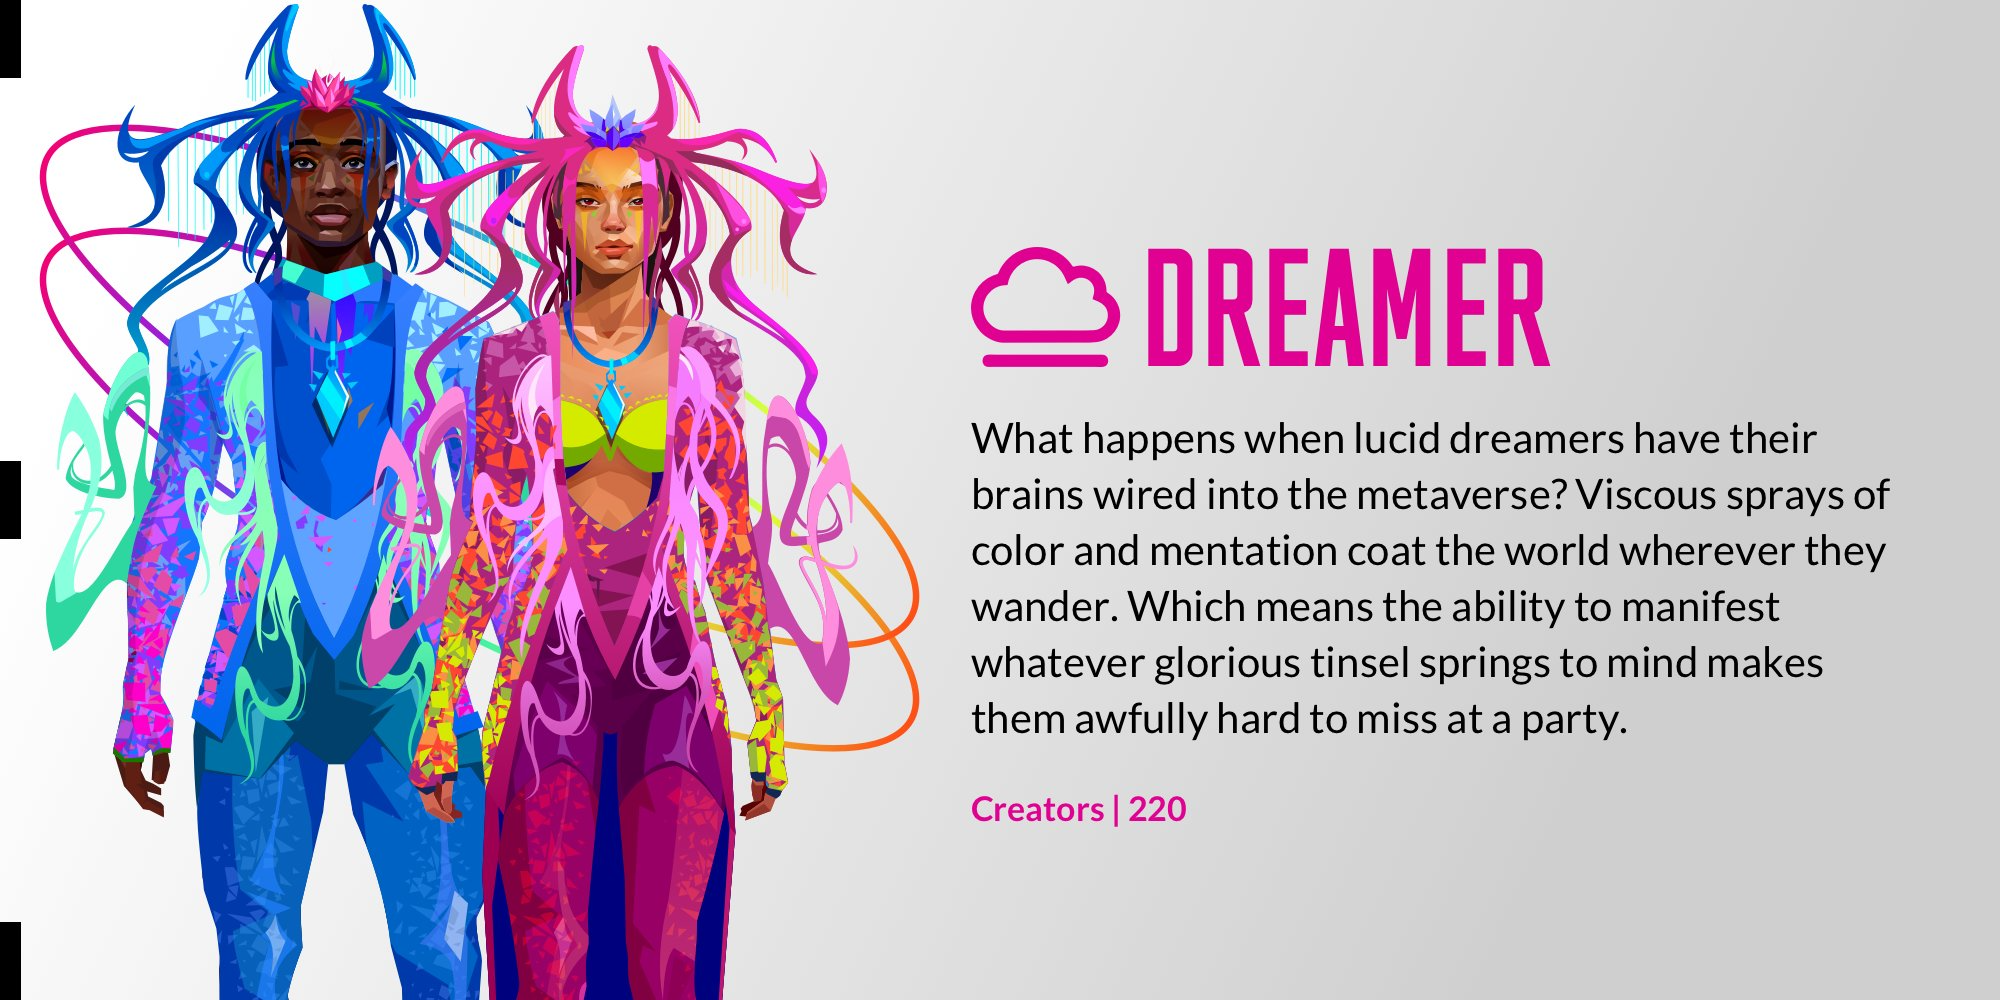 DREAMER
What happens when lucid dreamers have their
brains wired into the metaverse? Viscous sprays of
color and mentation coat the world wherever they
wander. Which means the ability to manifest
whatever glorious tinsel springs to mind makes
them awfully hard to miss at a party.
Creators | 220